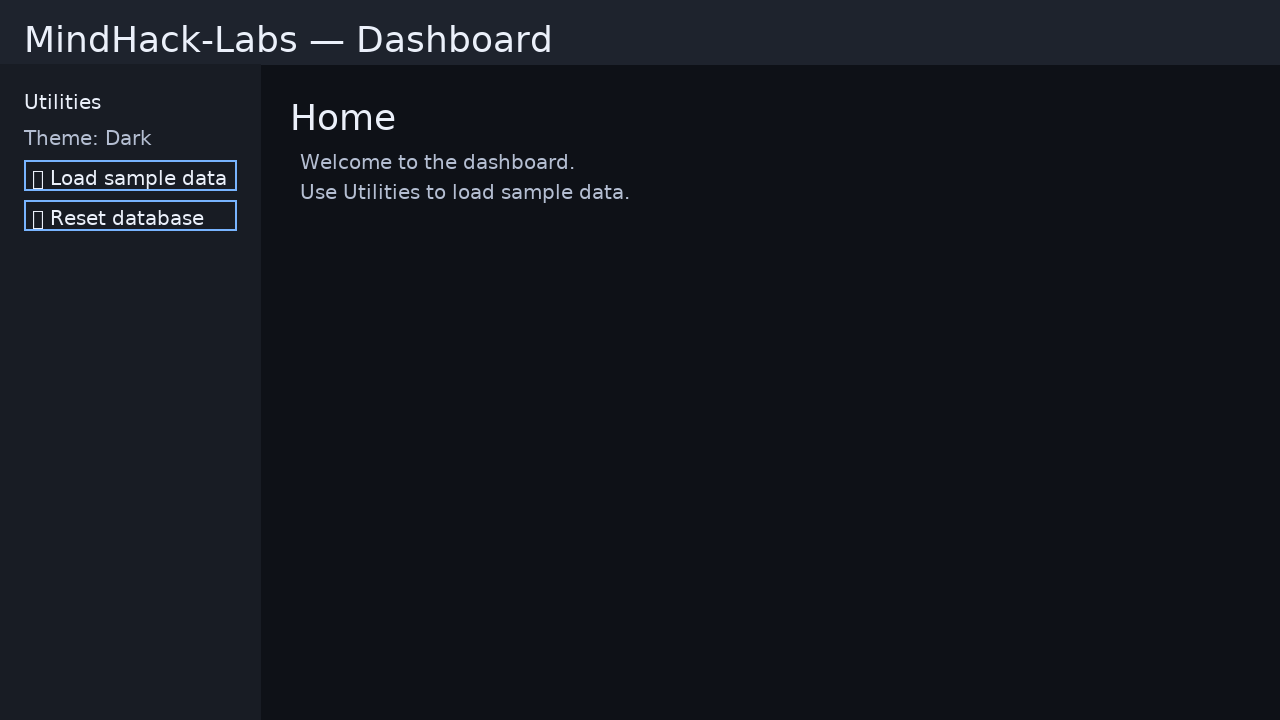 MindHack-Labs — Dashboard
Utilities
Theme: Dark
Load sample data
Reset database
Home
Welcome to the dashboard.
Use Utilities to load sample data.